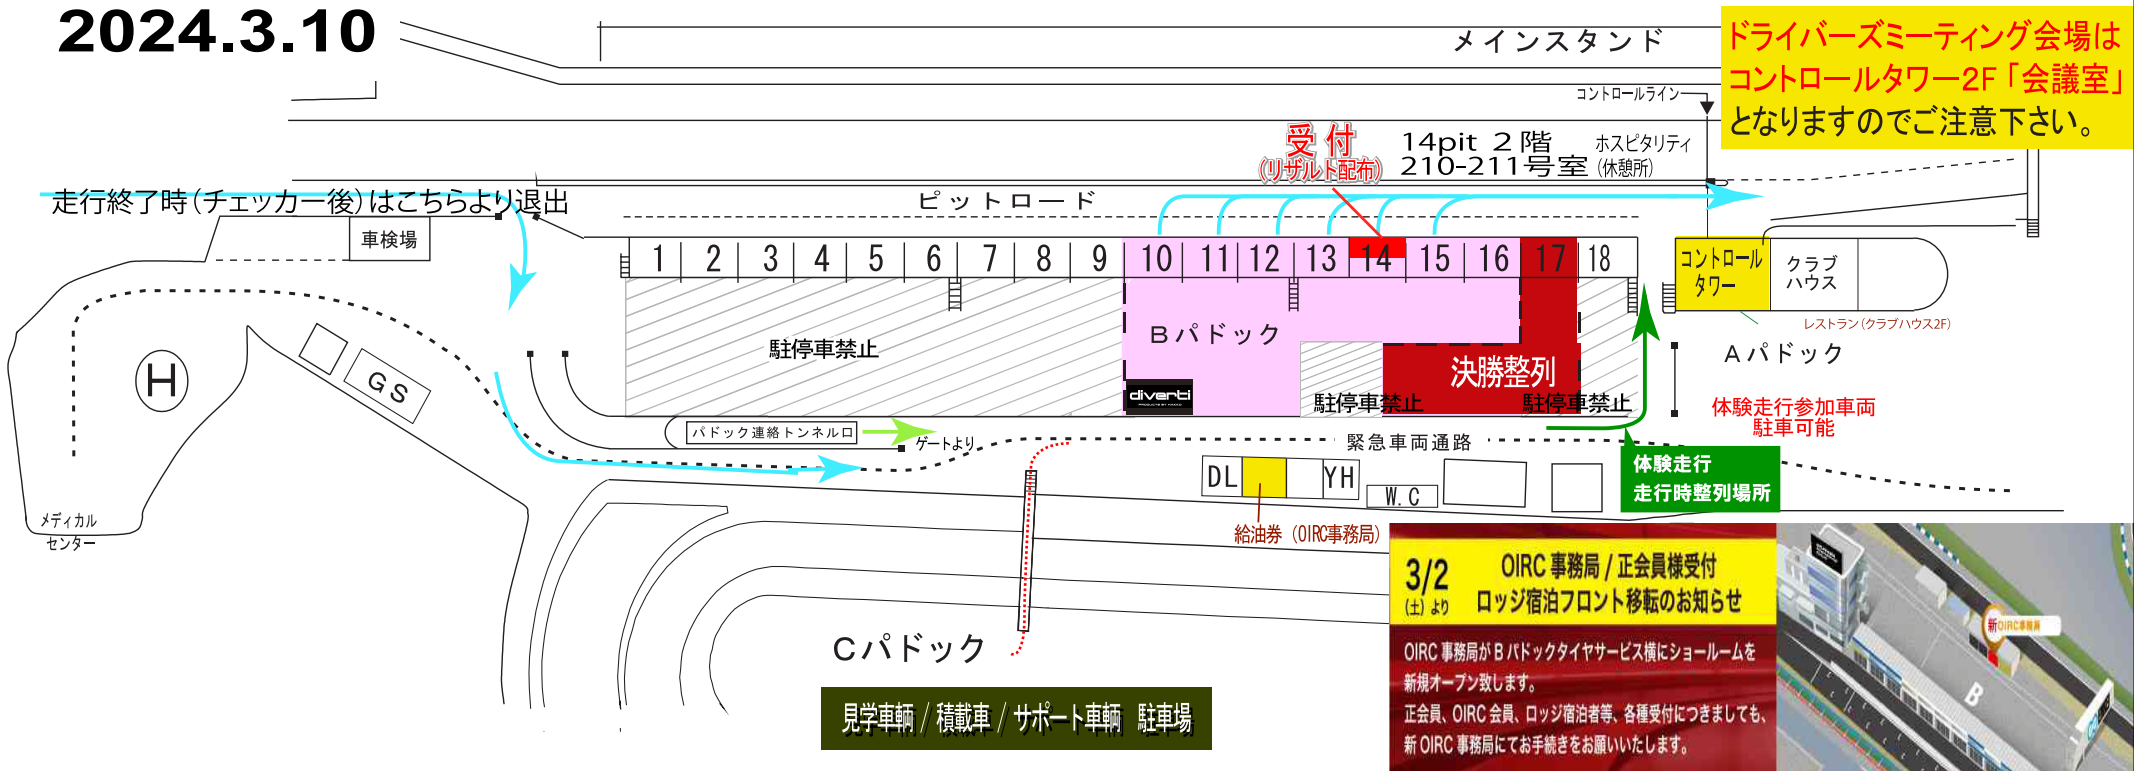 2024.3.10
メインスタンド
ドライバーズミーティング会場は
コントロールタワー2F「会議室」
となりますのでご注意下さい。
コントロールライン
受付
(リザルト配布)
14pit 2階
210-211号室
ホスピタリティ
(休憩所)
走行終了時(チェッカー後)はこちらより退出
ピットロード
車検場
1 2 3 4 5 6 7 8 9 10 11 12 13 14 15 16 17 18
コントロール
タワー
クラブ
ハウス
レストラン(クラブハウス2F)
駐停車禁止
Bパドック
Aパドック
H
GS
diverti
決勝整列
駐停車禁止
駐停車禁止
体験走行参加車両
駐車可能
パドック連絡トンネル口
ゲートより
緊急車両通路
体験走行
走行時整列場所
DL
YH
W.C
給油券 (OIRC事務局)
メディカル
センター
Cパドック
見学車輌 / 積載車 / サポート車輌 駐車場
3/2
(土) より
OIRC 事務局 / 正会員様受付
ロッジ宿泊フロント移転のお知らせ
OIRC 事務局が B パドックタイヤサービス横にショールームを
新規オープン致します。
正会員、OIRC 会員、ロッジ宿泊者等、各種受付につきましても、
新 OIRC 事務局にてお手続きをお願いいたします。
新OIRC事務局
B